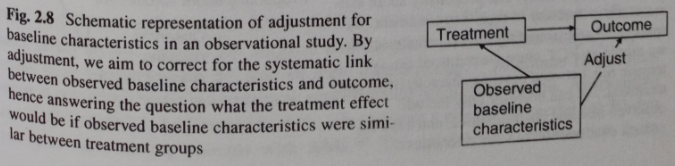 Fig. 2.8 Schematic representation of adjustment for
baseline characteristics in an observational study. By
adjustment, we aim to correct for the systematic link
between observed baseline characteristics and outcome,
hence answering the question what the treatment effect
would be if observed baseline characteristics were simi-
lar between treatment groups
Treatment
Outcome
Adjust
Observed
baseline
characteristics